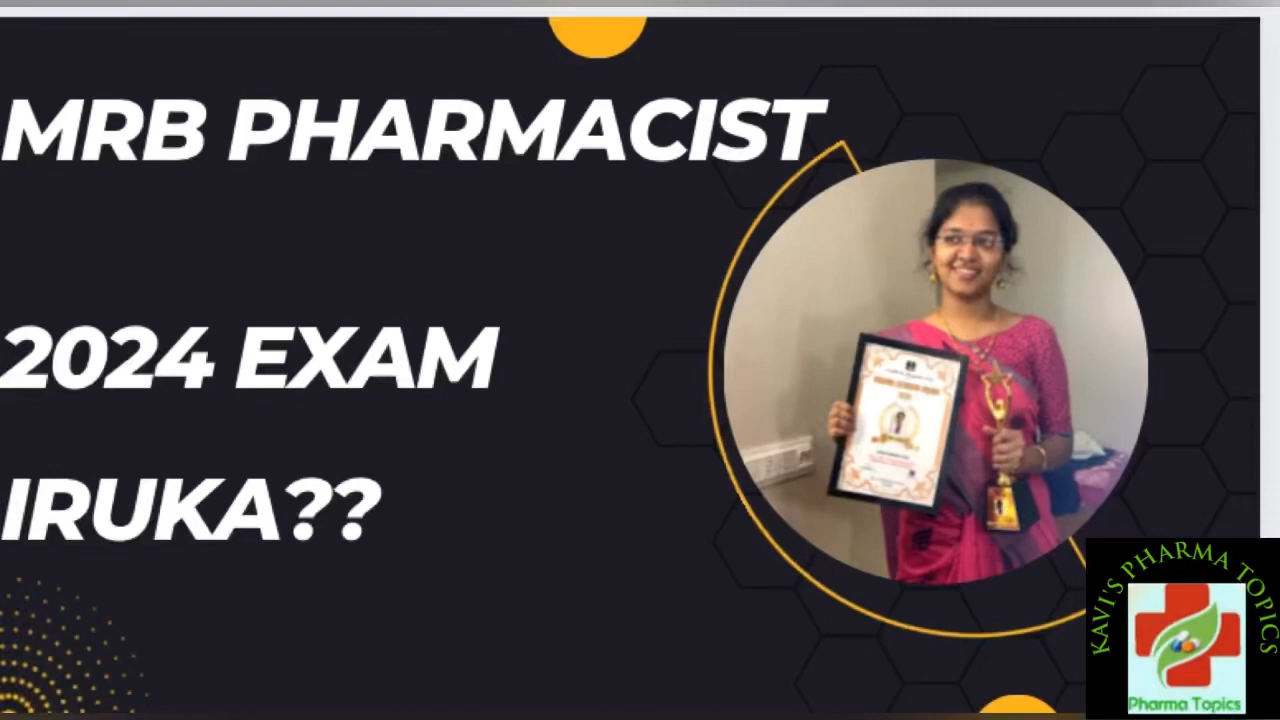 MRB PHARMACIST
2024 EXAM
IRUKA??
KAVI'S PHARMA TOPICS
Pharma Topics